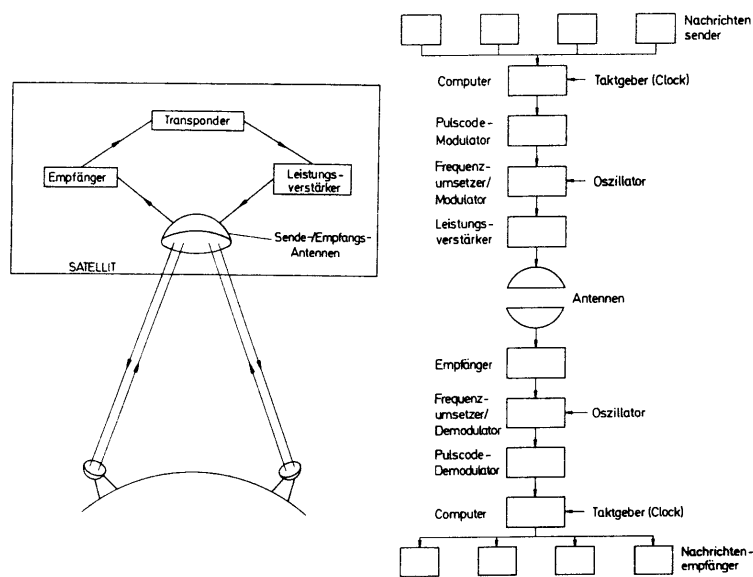 Transponder
Empfänger
Leistungs-
verstärker
Sende-/Empfangs-
Antennen
SATELLIT
Nachrichten
sender
Computer
Taktgeber (Clock)
Pulscode-
Modulator
Frequenz-
umsetzer/
Modulator
Oszillator
Leistungs-
verstärker
Antennen
Empfänger
Frequenz-
umsetzer/
Demodulator
Oszillator
Pulscode-
Demodulator
Computer
Taktgeber (Clock)
Nachrichten-
empfänger